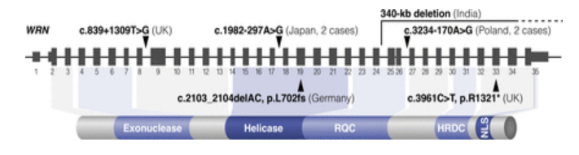 340-kb deletion (India)
WRN c.839+1309T>G (UK) c.1982-297A>G (Japan, 2 cases) c.3234-170A>G (Poland, 2 cases)
1 2 3 4 5 6 7 8 9 10 11 12 13 14 15 16 17 18 19 20 21 22 23 24 25 26 27 28 29 30 31 32 33 34 35
c.2103_2104delAC, p.L702fs (Germany) c.3961C>T, p.R1321* (UK)
Exonuclease Helicase RQC HRDC NLS